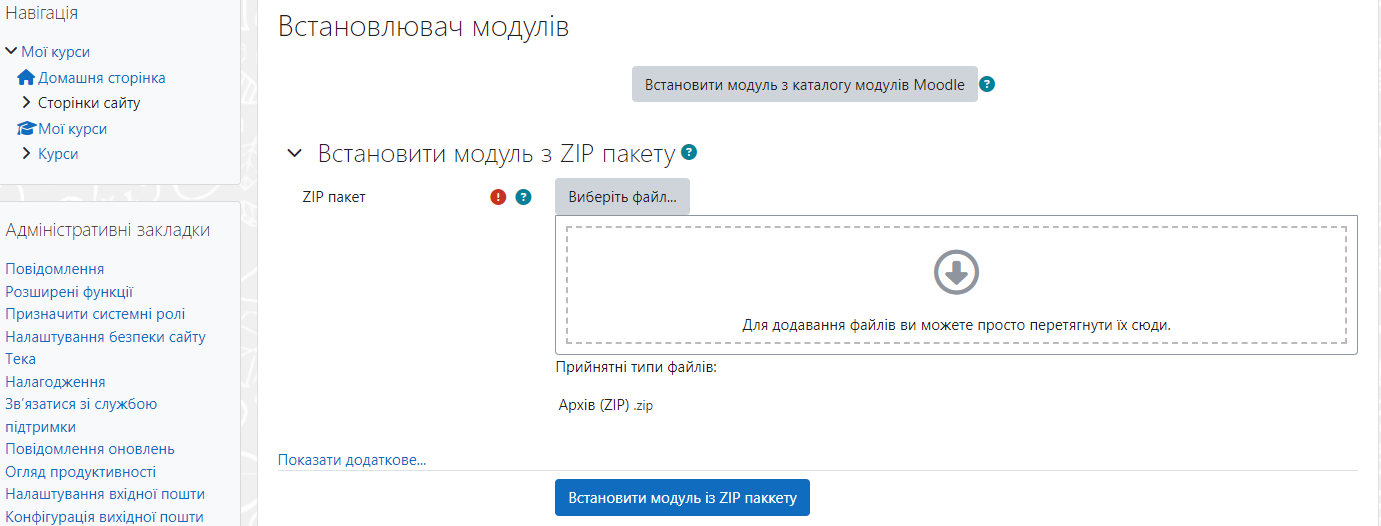 Навігація
Мої курси
Домашня сторінка
Сторінки сайту
Мої курси
Курси
Адміністративні закладки
Повідомлення
Розширені функції
Призначити системні ролі
Налаштування безпеки сайту
Тека
Налагодження
Зв'язатися зі службою
підтримки
Повідомлення оновлень
Огляд продуктивності
Налаштування вхідної пошти
Конфігурація вихідної пошти
Встановлювач модулів
Встановити модуль з каталогу модулів Moodle ?
Встановити модуль з ZIP пакету ?
ZIP пакет ! ? Виберіть файл...
Для додавання файлів ви можете просто перетягнути їх сюди.
Прийнятні типи файлів:
Архів (ZIP) .zip
Показати додаткове...
Встановити модуль із ZIP паккету